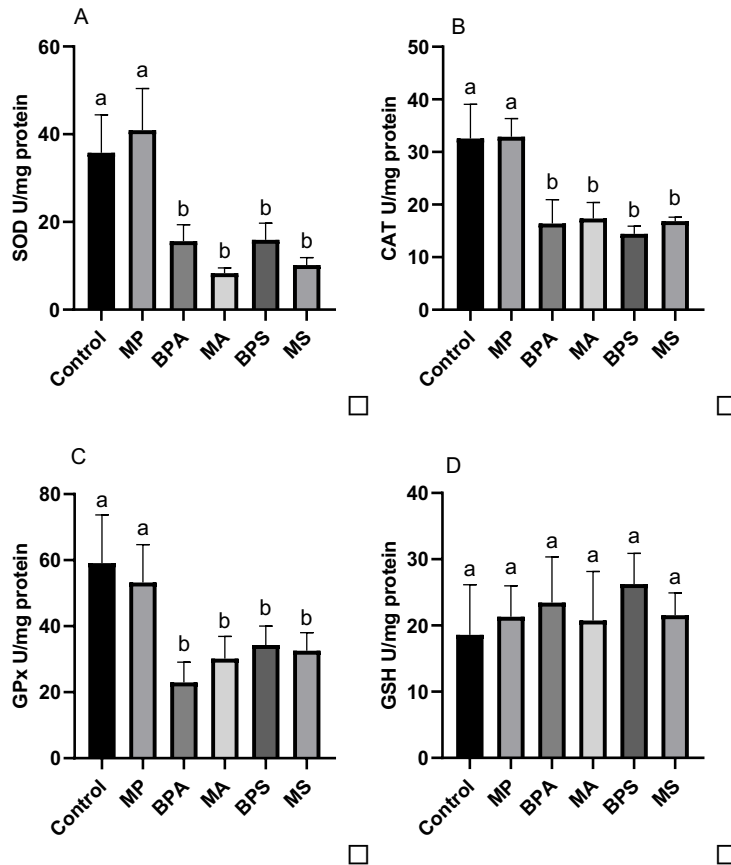 A
SOD U/mg protein
60
40
20
0
a
a
b
b
b
b
Control
MP
BPA
MA
BPS
MS
B
CAT U/mg protein
50
40
30
20
10
0
a
a
b
b
b
b
Control
MP
BPA
MA
BPS
MS
C
GPx U/mg protein
80
60
40
20
0
a
a
b
b
b
b
Control
MP
BPA
MA
BPS
MS
D
GSH U/mg protein
40
30
20
10
0
a
a
a
a
a
a
Control
MP
BPA
MA
BPS
MS